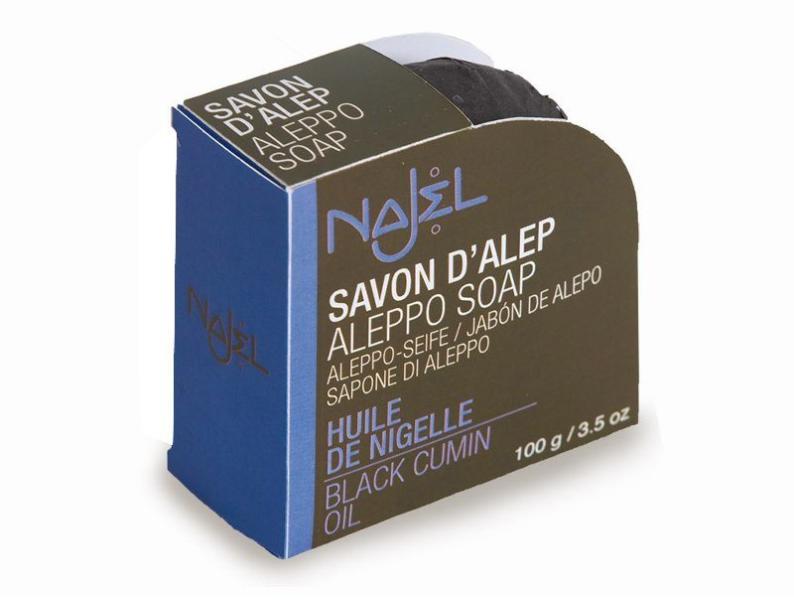 SAVON
D'ALEP
ALEPPO
SOAP
NAJEL
SAVON D'ALEP
ALEPPO SOAP
ALEPPO-SEIFE / JABÓN DE ALEPO
SAPONE DI ALEPPO
HUILE
DE NIGELLE
BLACK CUMIN
OIL
100 g / 3.5 oz
NAJEL